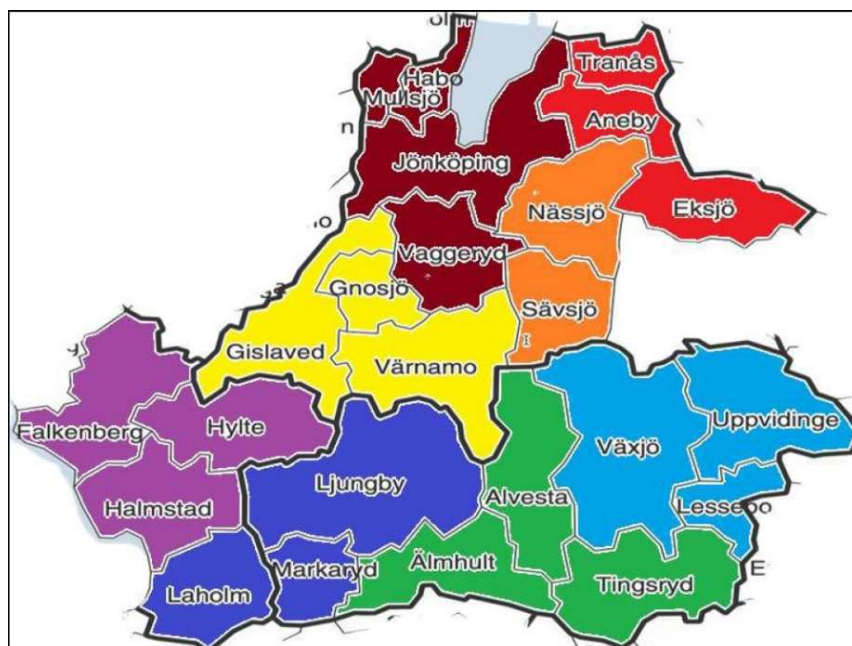 Tranås
Habo
Mullsjö
Aneby
Jönköping
Nässjö
Eksjö
Vaggeryd
Gnosjö
Sävsjö
Gislaved
Värnamo
Falkenberg
Hylte
Växjö
Uppvidinge
Ljungby
Alvesta
Halmstad
Lessebo
Markaryd
Älmhult
Tingsryd
E
Laholm